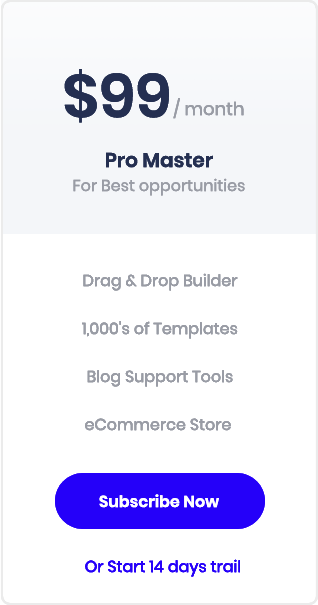 $99/ month
Pro Master
For Best opportunities
Drag & Drop Builder
1,000's of Templates
Blog Support Tools
eCommerce Store
Subscribe Now
Or Start 14 days trail